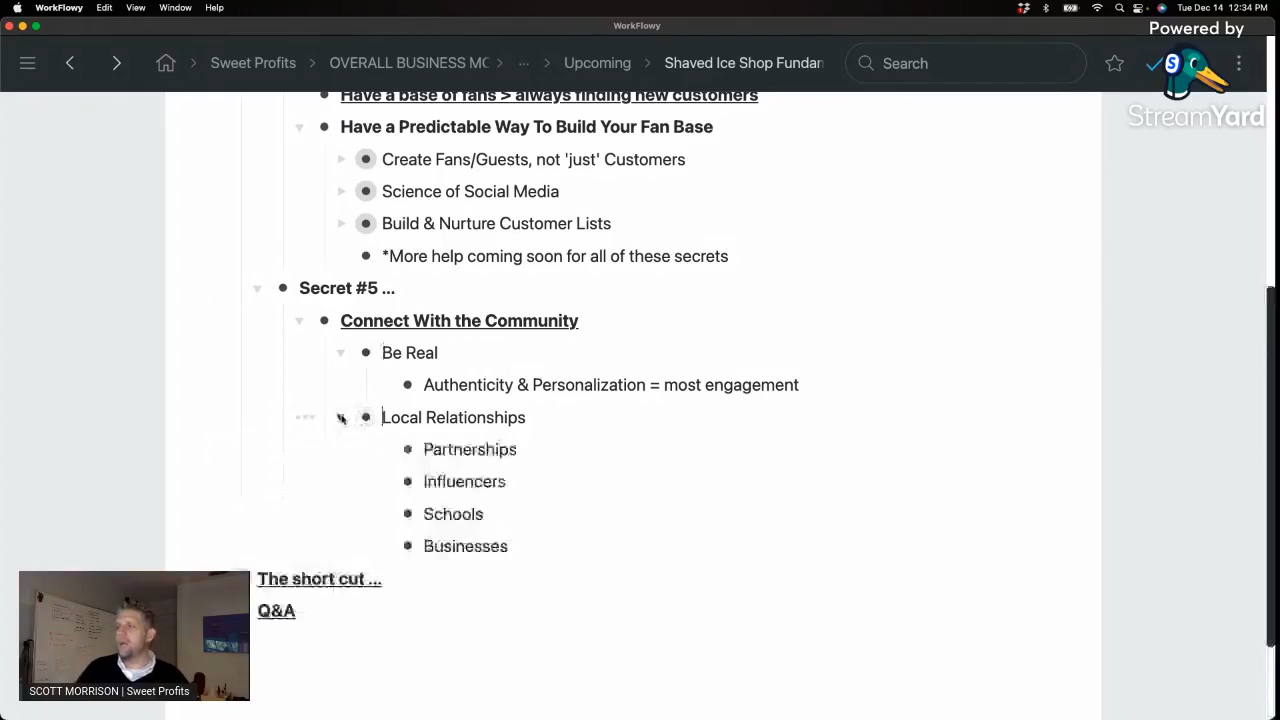 WorkFlowy Edit View Window Help
Tue Dec 14 12:34 PM
WorkFlowy
Powered by
Sweet Profits
OVERALL BUSINESS MO
...
Upcoming
Shaved Ice Shop Fundam
Search
S
StreamYard
Have a base of fans > always finding new customers
Have a Predictable Way To Build Your Fan Base
Create Fans/Guests, not 'just' Customers
Science of Social Media
Build & Nurture Customer Lists
*More help coming soon for all of these secrets
Secret #5 ...
Connect With the Community
Be Real
Authenticity & Personalization = most engagement
Local Relationships
Partnerships
Influencers
Schools
Businesses
The short cut ...
Q&A
SCOTT MORRISON | Sweet Profits